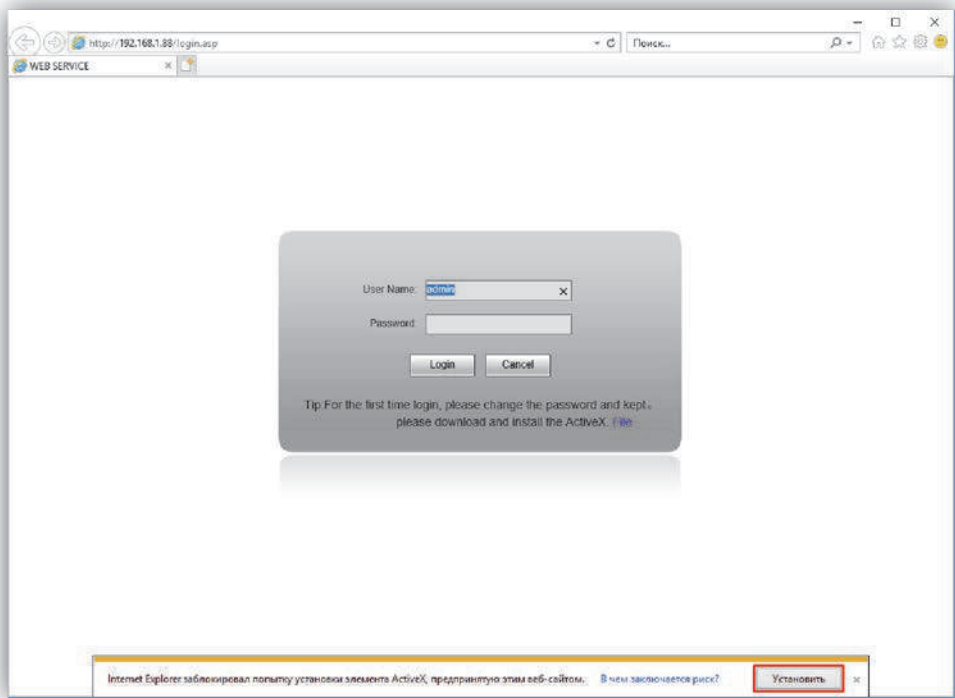 http://192.168.1.88/login.asp
Поиск...
WEB SERVICE
User Name: admin
Password:
Login Cancel
Tip:For the first time login, please change the password and kept.
please download and install the ActiveX. File
Internet Explorer заблокировал попытку установки элемента ActiveX, предпринятую этим веб-сайтом. В чем заключается риск? Установить